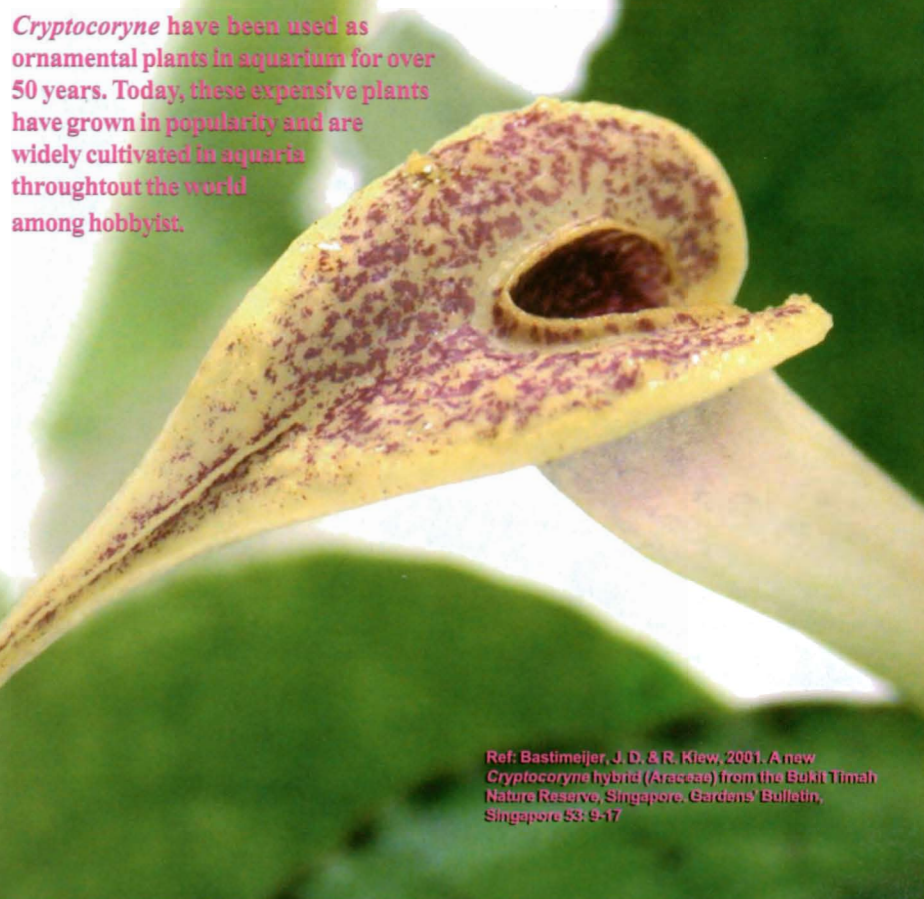 Cryptocoryne have been used as
ornamental plants in aquarium for over
50 years. Today, these expensive plants
have grown in popularity and are
widely cultivated in aquaria
throughtout the world
among hobbyist.
Ref: Bastimeijer, J. D. & R. Kiew, 2001. A new
Cryptocoryne hybrid (Araceae) from the Bukit Timah
Nature Reserve, Singapore. Gardens' Bulletin,
Singapore 53: 9-17